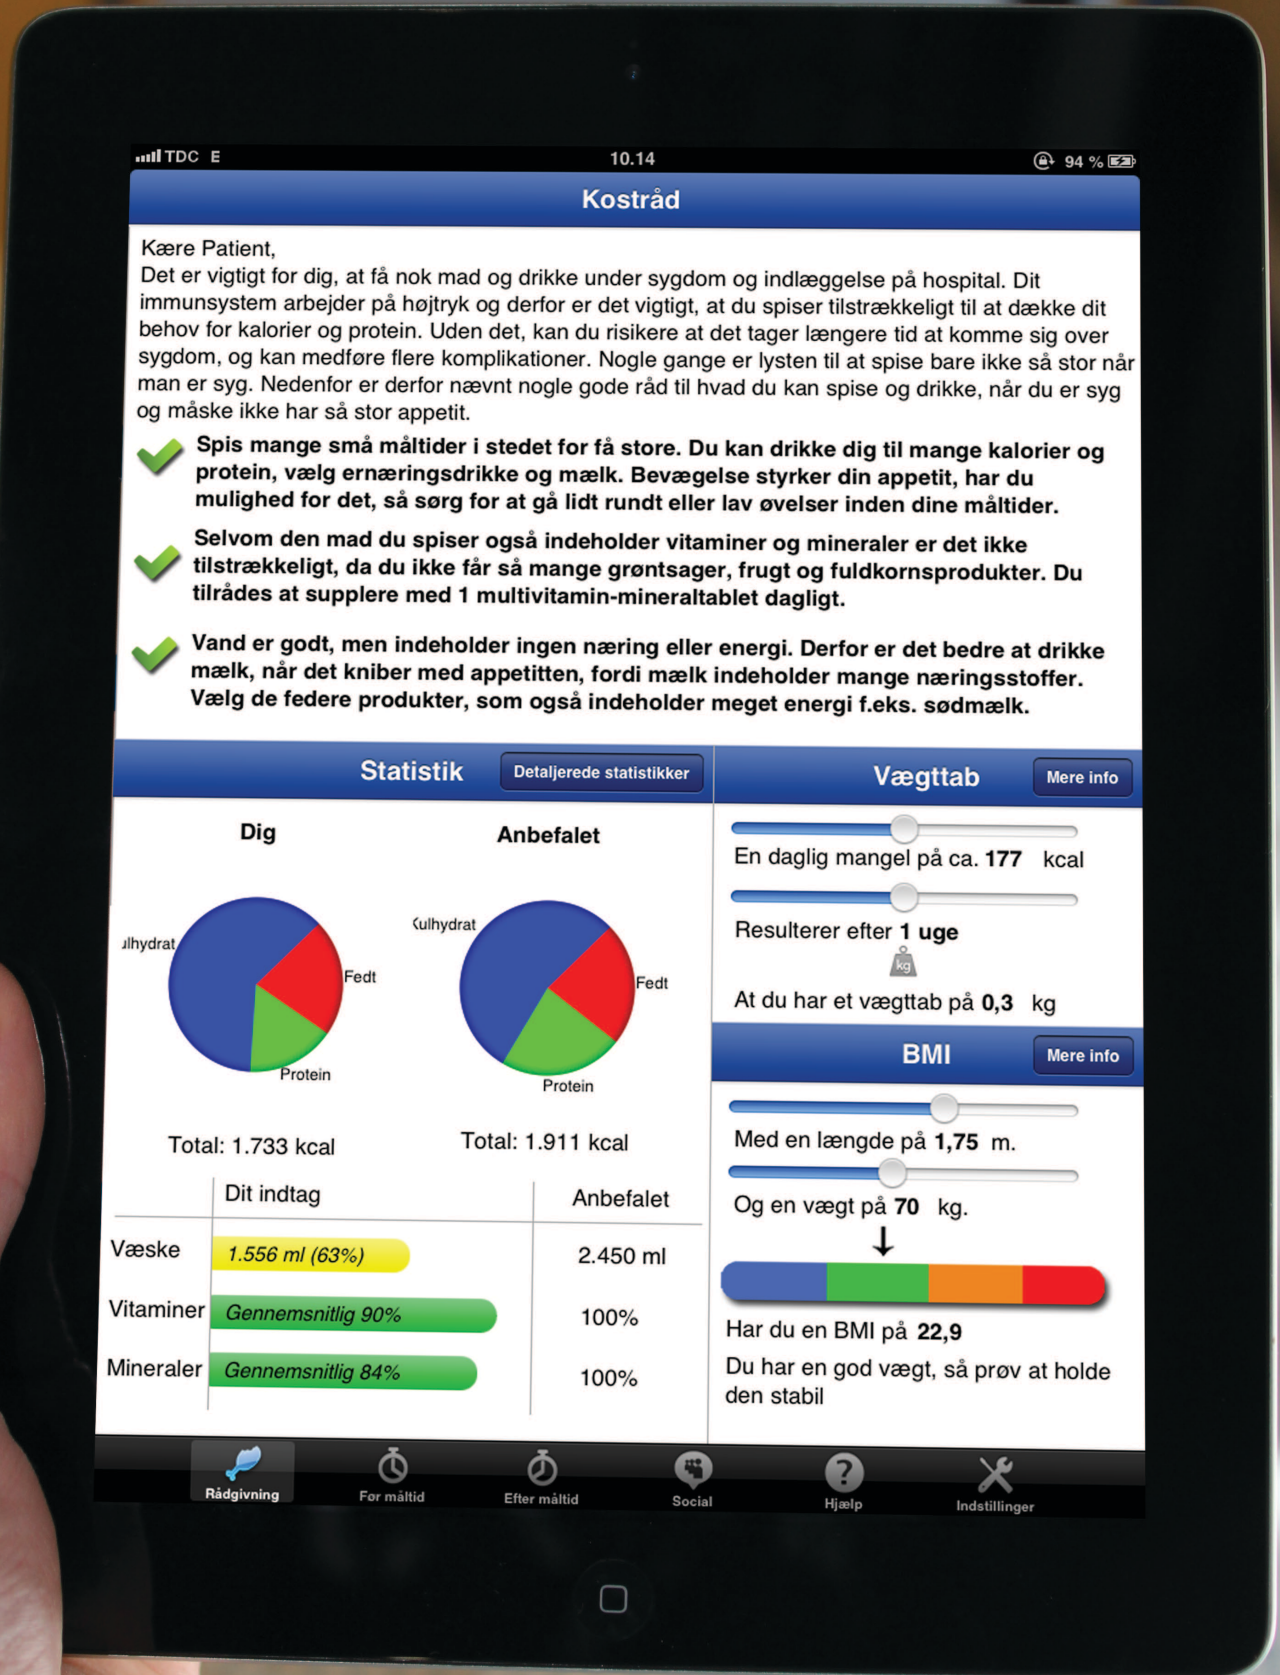 TDC E
10.14
94 %
Kostråd
Kære Patient,
Det er vigtigt for dig, at få nok mad og drikke under sygdom og indlæggelse på hospital. Dit
immunsystem arbejder på højtryk og derfor er det vigtigt, at du spiser tilstrækkeligt til at dække dit
behov for kalorier og protein. Uden det, kan du risikere at det tager længere tid at komme sig over
sygdom, og kan medføre flere komplikationer. Nogle gange er lysten til at spise bare ikke så stor når
man er syg. Nedenfor er derfor nævnt nogle gode råd til hvad du kan spise og drikke, når du er syg
og måske ikke har så stor appetit.
Spis mange små måltider i stedet for få store. Du kan drikke dig til mange kalorier og
protein, vælg ernæringsdrikke og mælk. Bevægelse styrker din appetit, har du
mulighed for det, så sørg for at gå lidt rundt eller lav øvelser inden dine måltider.
Selvom den mad du spiser også indeholder vitaminer og mineraler er det ikke
tilstrækkeligt, da du ikke får så mange grøntsager, frugt og fuldkornsprodukter. Du
tilrådes at supplere med 1 multivitamin-mineraltablet dagligt.
Vand er godt, men indeholder ingen næring eller energi. Derfor er det bedre at drikke
mælk, når det kniber med appetitten, fordi mælk indeholder mange næringsstoffer.
Vælg de federe produkter, som også indeholder meget energi f.eks. sødmælk.
Statistik
Detaljerede statistikker
Dig
Anbefalet
ulhydrat
Fedt
Protein
Kulhydrat
Fedt
Protein
Total: 1.733 kcal
Total: 1.911 kcal
Dit indtag
Anbefalet
Væske
1.556 ml (63%)
2.450 ml
Vitaminer
Gennemsnitlig 90%
100%
Mineraler
Gennemsnitlig 84%
100%
Vægttab
Mere info
En daglig mangel på ca. 177 kcal
Resulterer efter 1 uge
kg
At du har et vægttab på 0,3 kg
BMI
Mere info
Med en længde på 1,75 m.
Og en vægt på 70 kg.
Har du en BMI på 22,9
Du har en god vægt, så prøv at holde
den stabil
Rådgivning
Før måltid
Efter måltid
Social
?
Hjælp
Indstillinger